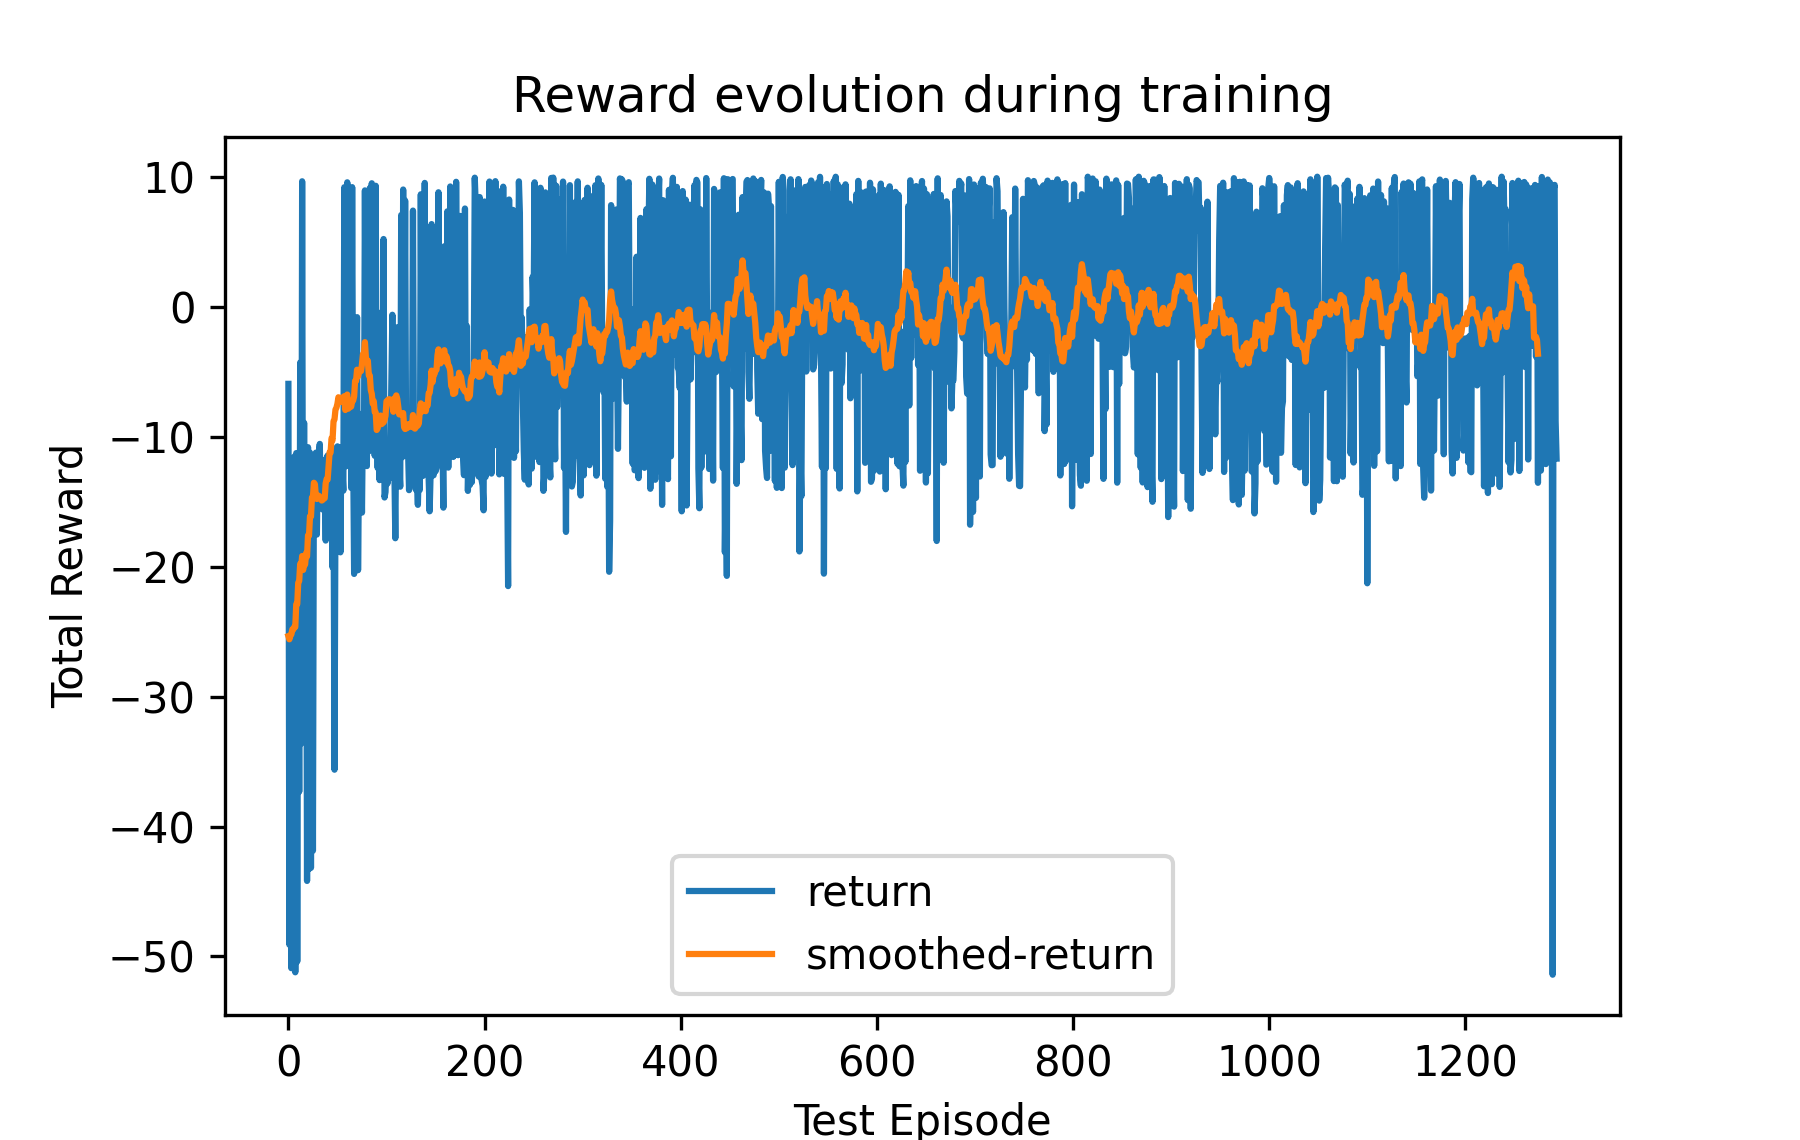 Reward evolution during training
10
0
−10
−20
−30
−40
−50
Total Reward
return
smoothed-return
0 200 400 600 800 1000 1200
Test Episode